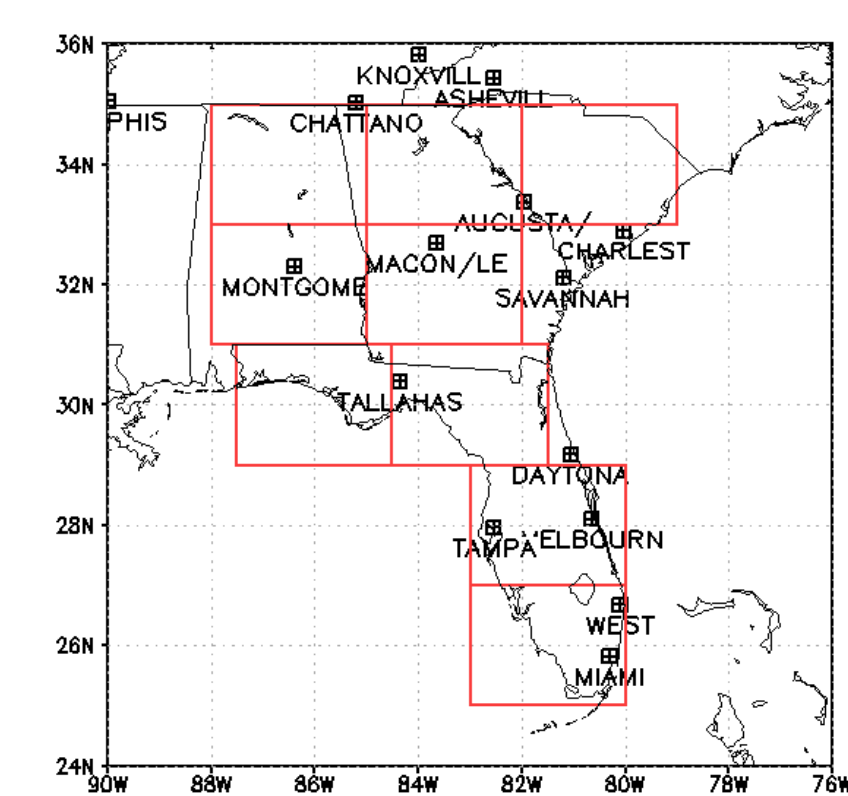 36N
KNOXVILL
ASHEVILL
PHIS
CHATTANO
34N
AUGUSTA/
CHARLEST
MACON/LE
32N
MONTGOME
SAVANNAH
30N
TALLAHAS
DAYTONA
28N
TAMPA
ELBOURN
WEST
26N
MIAMI
24N
90W 88W 86W 84W 82W 80W 78W 76W